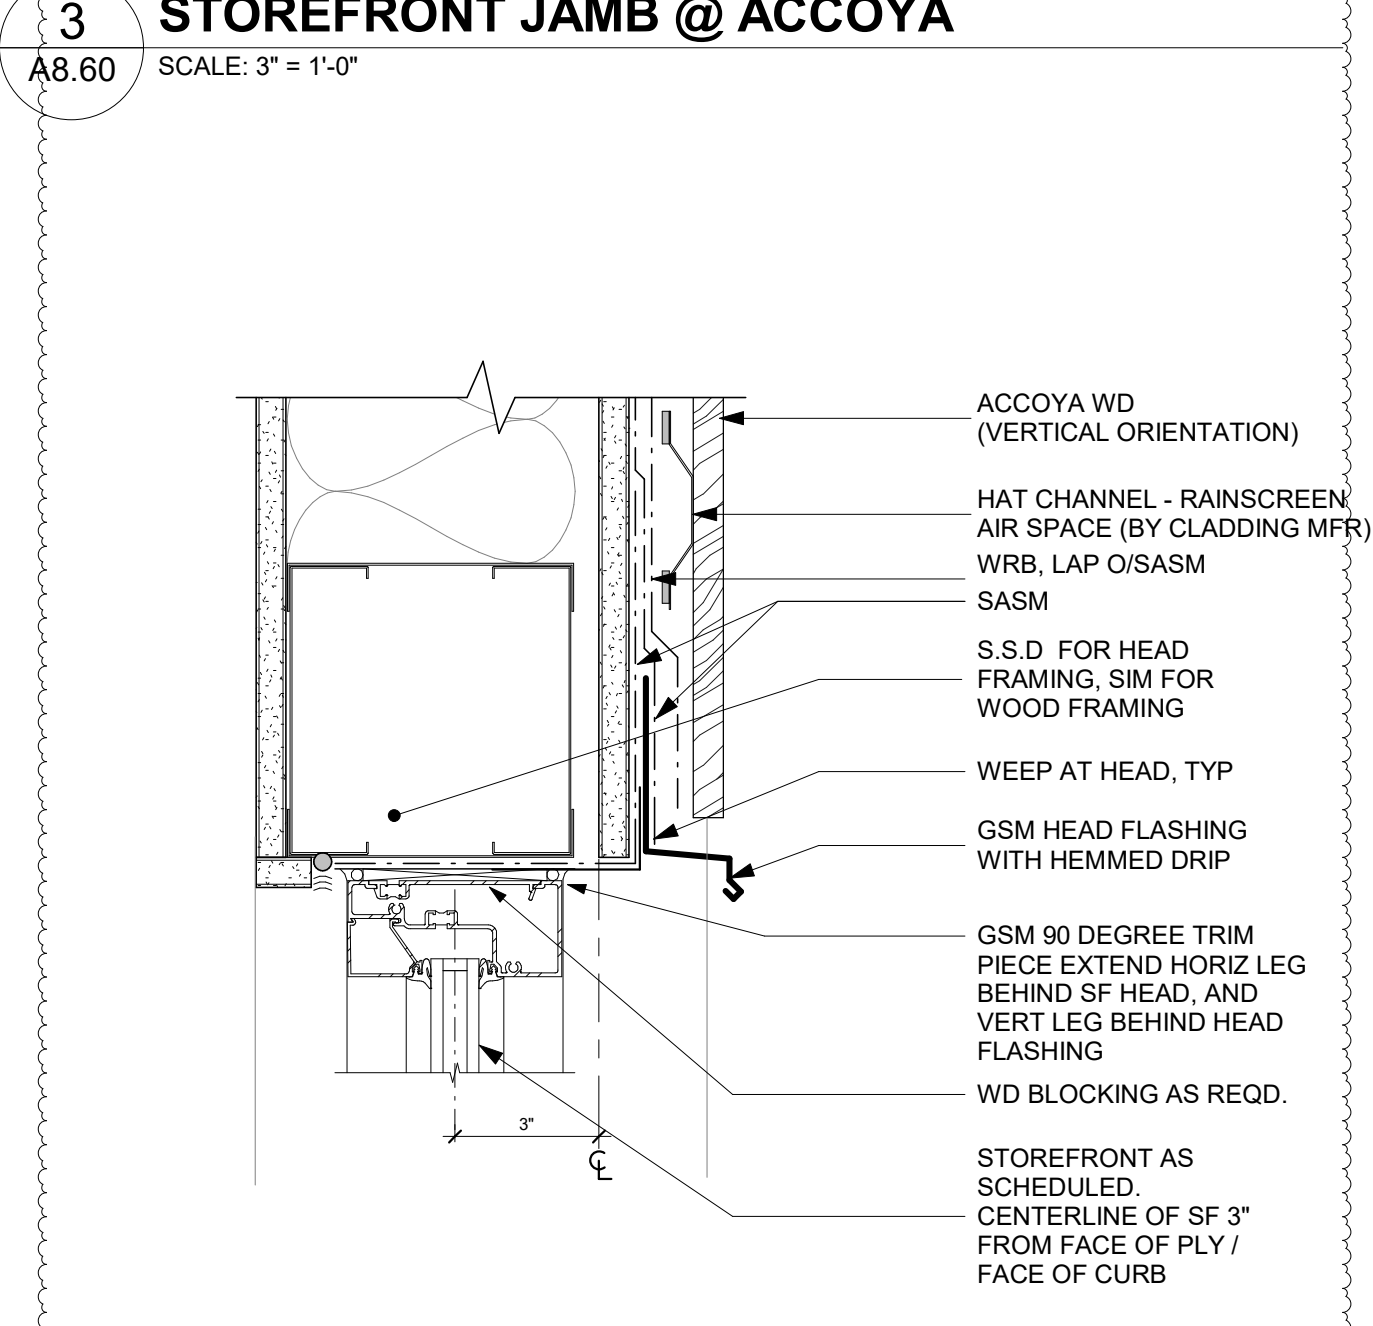 3
A8.60
STOREFRONT JAMB @ ACCOYA
SCALE: 3" = 1'-0"
ACCOYA WD
(VERTICAL ORIENTATION)
HAT CHANNEL - RAINSCREEN
AIR SPACE (BY CLADDING MFR)
WRB, LAP O/SASM
SASM
S.S.D  FOR HEAD
FRAMING, SIM FOR
WOOD FRAMING
WEEP AT HEAD, TYP
GSM HEAD FLASHING
WITH HEMMED DRIP
GSM 90 DEGREE TRIM
PIECE EXTEND HORIZ LEG
BEHIND SF HEAD, AND
VERT LEG BEHIND HEAD
FLASHING
WD BLOCKING AS REQD.
3"
℄
STOREFRONT AS
SCHEDULED.
CENTERLINE OF SF 3"
FROM FACE OF PLY /
FACE OF CURB